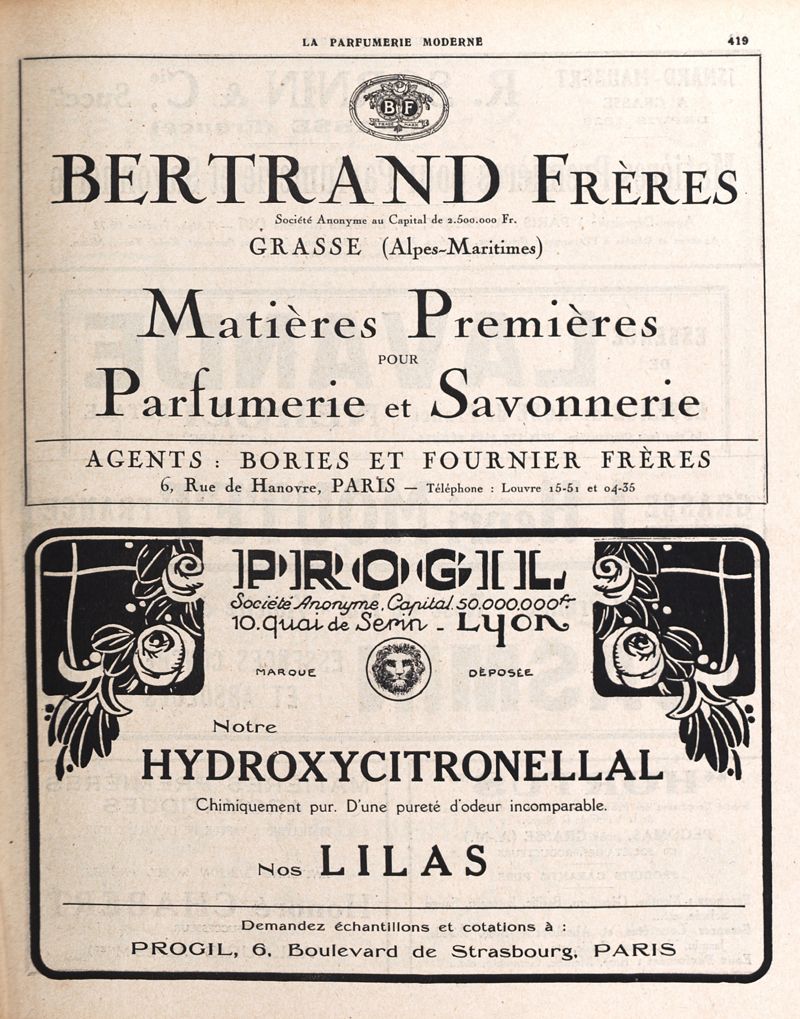 LA PARFUMERIE MODERNE 419
B F
TRADE MARK
BERTRAND FRÈRES
Société Anonyme au Capital de 2.500.000 Fr.
GRASSE (Alpes-Maritimes)
Matières Premières
POUR
Parfumerie et Savonnerie
AGENTS : BORIES ET FOURNIER FRÈRES
6, Rue de Hanovre, PARIS — Téléphone : Louvre 15-51 et 04-35
PROGIL
Société Anonyme. Capital 50.000.000fr
10. quai de Serin - Lyon
MARQUE DÉPOSÉE
Notre
HYDROXYCITRONELLAL
Chimiquement pur. D'une pureté d'odeur incomparable.
Nos LILAS
Demandez échantillons et cotations à :
PROGIL, 6, Boulevard de Strasbourg, PARIS